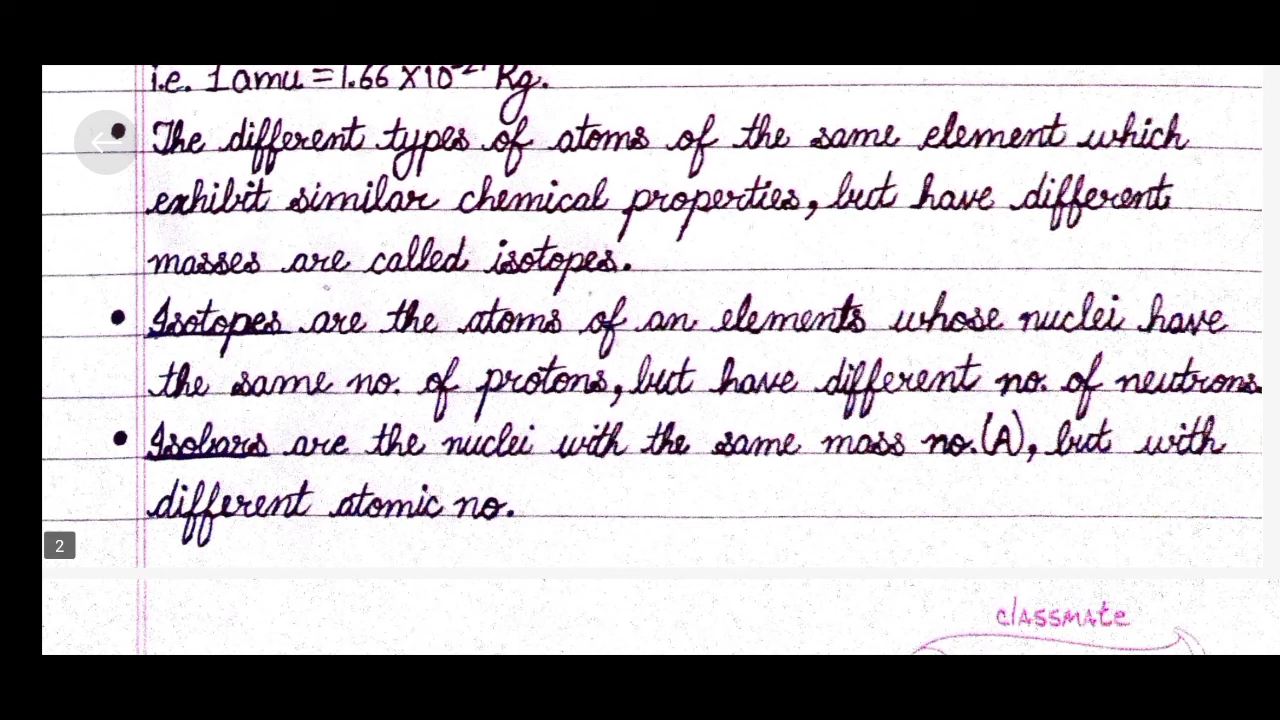 i.e. 1 amu = 1.66 X10⁻²⁷ Kg.
• The different types of atoms of the same element which
exhibit similar chemical properties, but have different
masses are called isotopes.
• Isotopes are the atoms of an elements whose nuclei have
the same no. of protons, but have different no. of neutrons.
• Isobars are the nuclei with the same mass no.(A), but with
different atomic no.
2
classmate